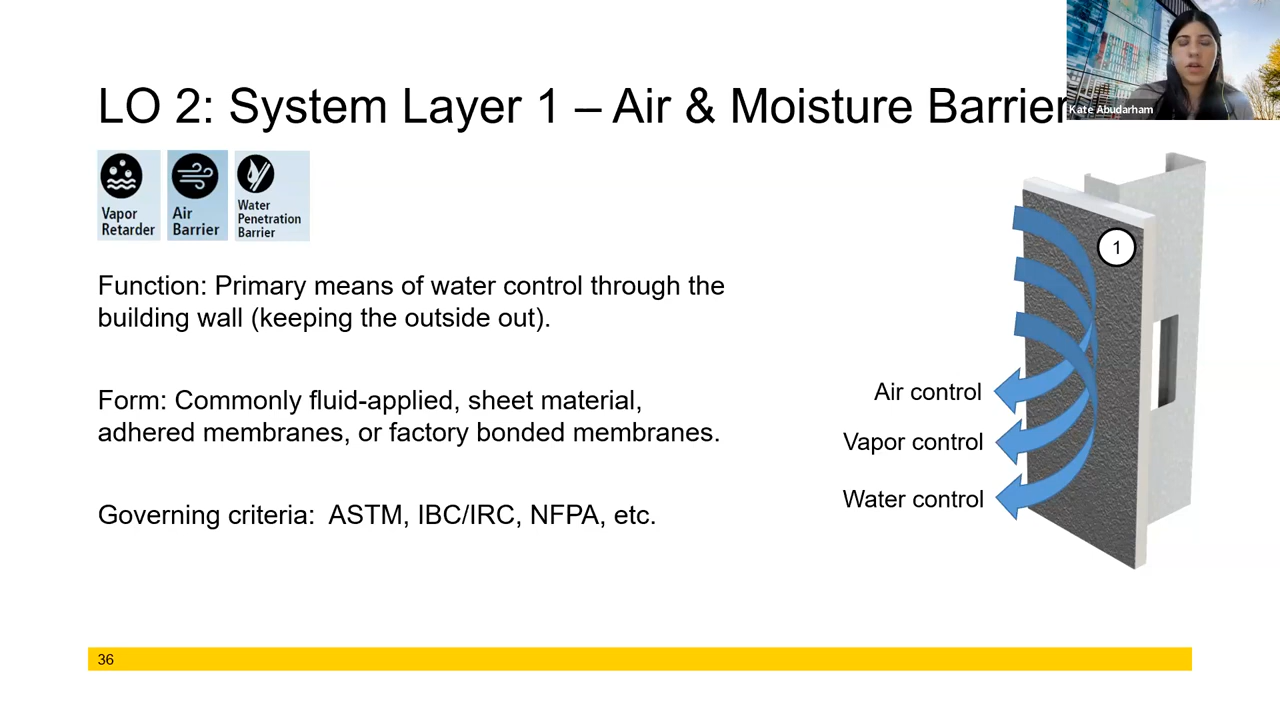 LO 2: System Layer 1 – Air & Moisture Barrier
Kate Abudarham
Vapor
Retarder
Air
Barrier
Water
Penetration
Barrier
1
Function: Primary means of water control through the
building wall (keeping the outside out).
Form: Commonly fluid-applied, sheet material,
adhered membranes, or factory bonded membranes.
Governing criteria:  ASTM, IBC/IRC, NFPA, etc.
Air control
Vapor control
Water control
36